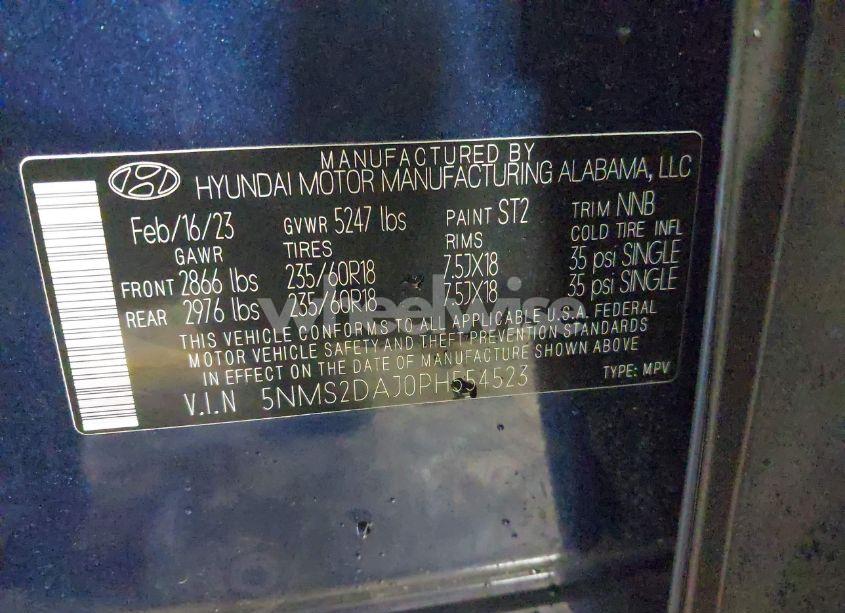 MANUFACTURED BY
HYUNDAI MOTOR MANUFACTURING ALABAMA, LLC
Feb/16/23 GVWR 5247 lbs PAINT ST2 TRIM NNB
GAWR TIRES RIMS COLD TIRE INFL
FRONT 2866 lbs 235/60R18 7.5JX18 35 psi SINGLE
REAR 2976 lbs 235/60R18 7.5JX18 35 psi SINGLE
wheelwise
THIS VEHICLE CONFORMS TO ALL APPLICABLE U.S.A. FEDERAL
MOTOR VEHICLE SAFETY AND THEFT PREVENTION STANDARDS
IN EFFECT ON THE DATE OF MANUFACTURE SHOWN ABOVE
V.I.N 5NMS2DAJ0PH554523 TYPE: MPV